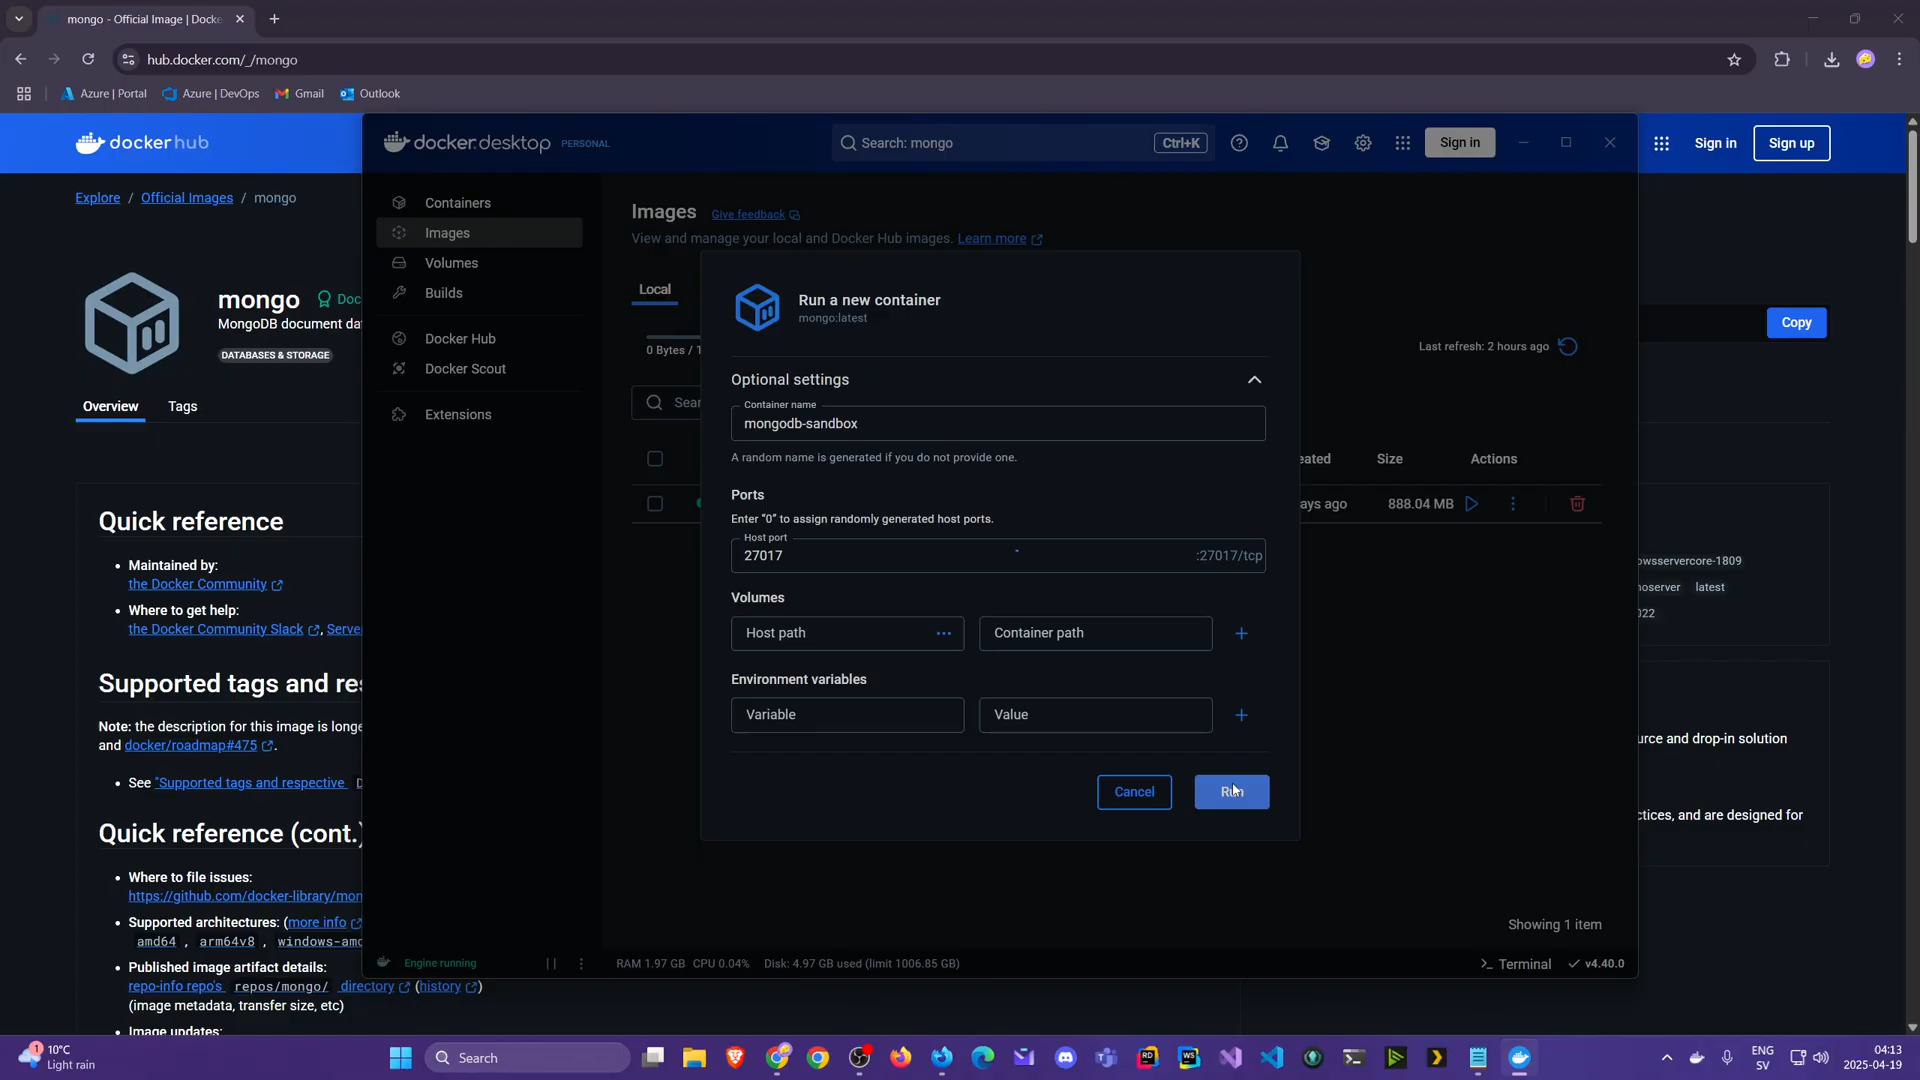 mongo - Official Image | Docke
hub.docker.com/_/mongo
Azure | Portal
Azure | DevOps
Gmail
Outlook
docker hub
docker desktop PERSONAL
Search: mongo
Ctrl+K
Sign in
Sign in
Sign up
Explore / Official Images / mongo
Containers
Images
Volumes
Builds
Docker Hub
Docker Scout
Extensions
Images Give feedback
View and manage your local and Docker Hub images. Learn more
Local
0 Bytes / 1
Last refresh: 2 hours ago
Sear
eated
Size
Actions
ays ago
888.04 MB
Showing 1 item
Run a new container
mongo:latest
Optional settings
Container name
mongodb-sandbox
A random name is generated if you do not provide one.
Ports
Enter “0” to assign randomly generated host ports.
Host port
27017
:27017/tcp
Volumes
Host path
Container path
Environment variables
Variable
Value
Cancel
Run
Engine running
RAM 1.97 GB CPU 0.04% Disk: 4.97 GB used (limit 1006.85 GB)
>_ Terminal
v4.40.0
mongo
Doc
MongoDB document da
DATABASES & STORAGE
Copy
Overview
Tags
Quick reference
• Maintained by:
the Docker Community
• Where to get help:
the Docker Community Slack , Serve
Supported tags and re
Note: the description for this image is longe
and docker/roadmap#475 .
• See "Supported tags and respective D
Quick reference (cont.)
• Where to file issues:
https://github.com/docker-library/mon
• Supported architectures: (more info
amd64 , arm64v8 , windows-amd
• Published image artifact details:
repo-info repo's repos/mongo/ directory (history )
(image metadata, transfer size, etc)
• Image updates:
owsservercore-1809
noserver
latest
022
urce and drop-in solution
ctices, and are designed for
1
10°C
Light rain
Search
ENG
SV
04:13
2025-04-19